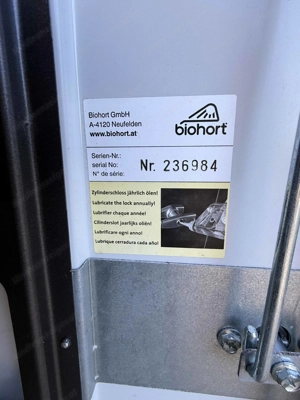 Biohort GmbH
A-4120 Neufelden
www.biohort.at
biohort
Serien-Nr.:
serial No:
N° de série:
Nr. 236984
Zylinderschloss jährlich ölen!
Lubricate the lock annually!
Lubrifier chaque année!
Cilinderslot jaarlijks oliën!
Lubrificare ogni anno!
Lubrique cerradura cada año!